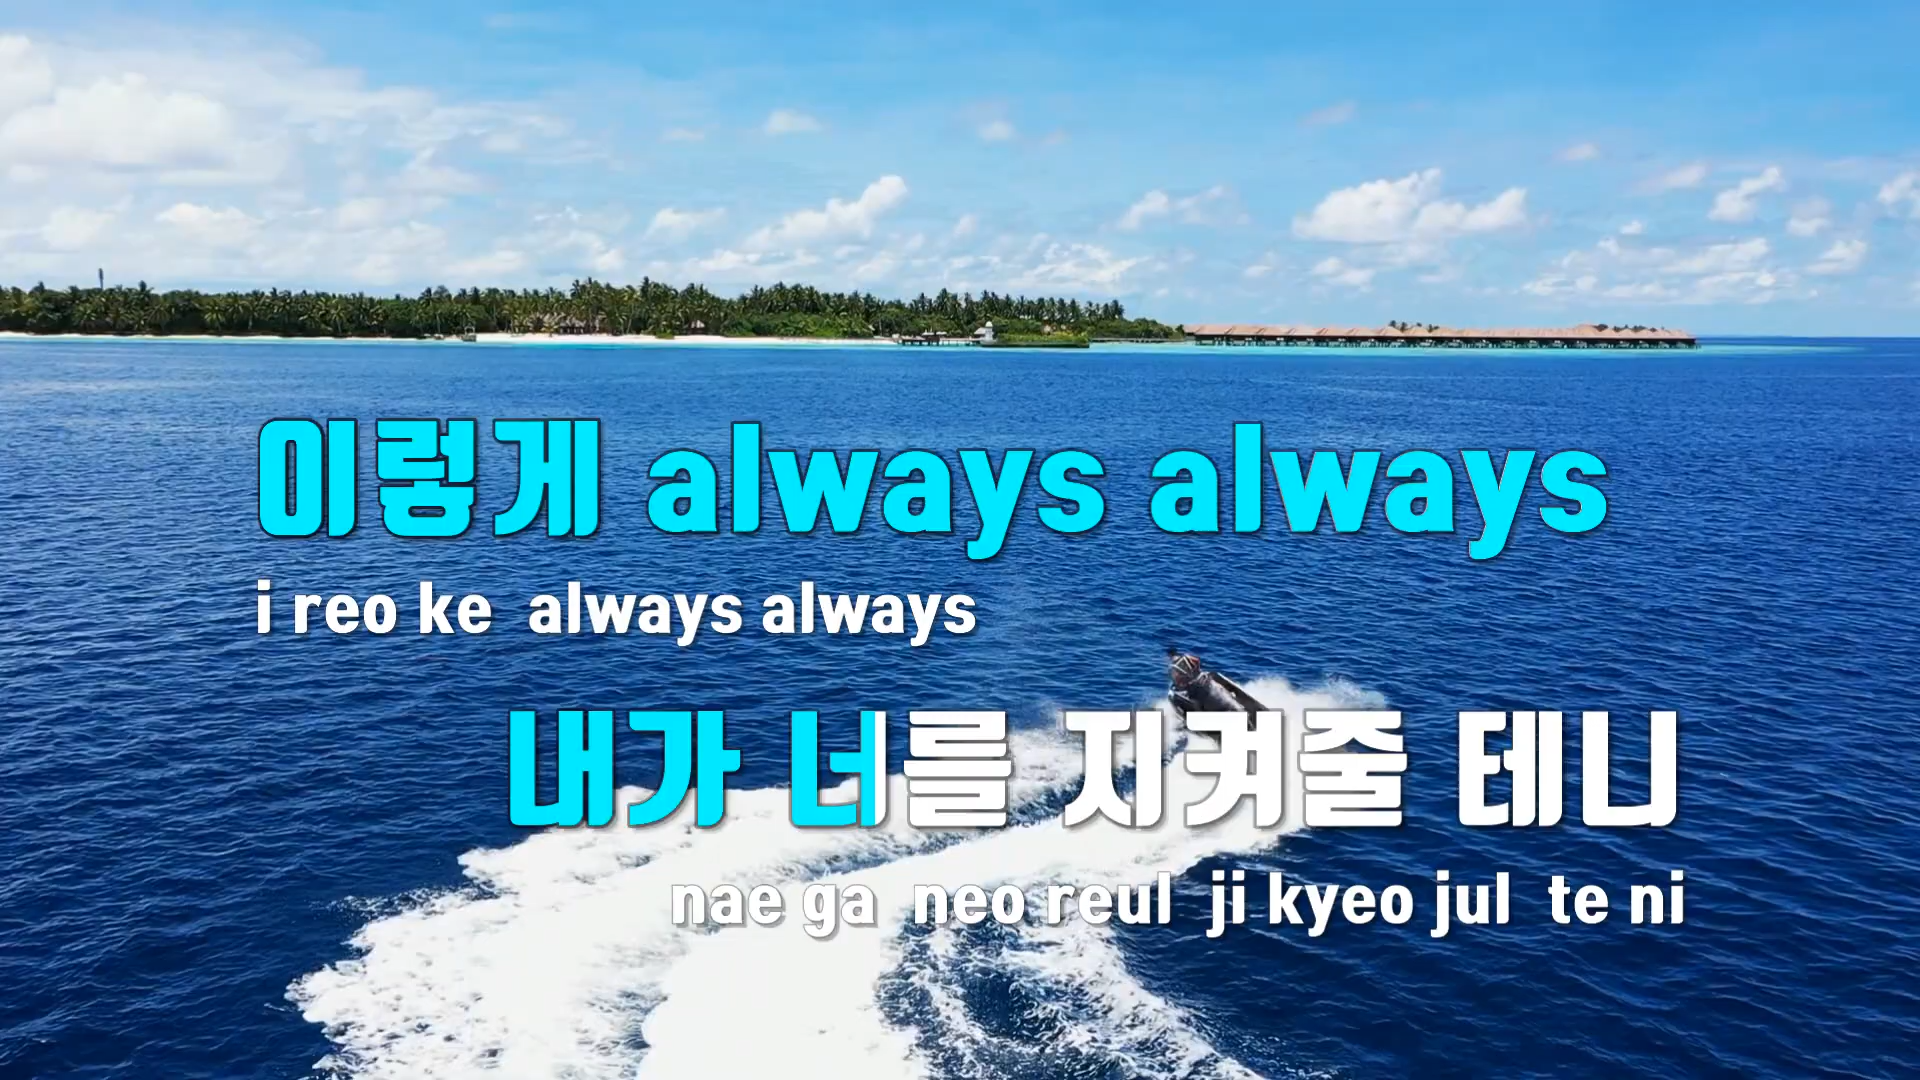 이렇게 always always
i reo ke always always
내가 너를 지켜줄 테니
nae ga neo reul ji kyeo jul te ni